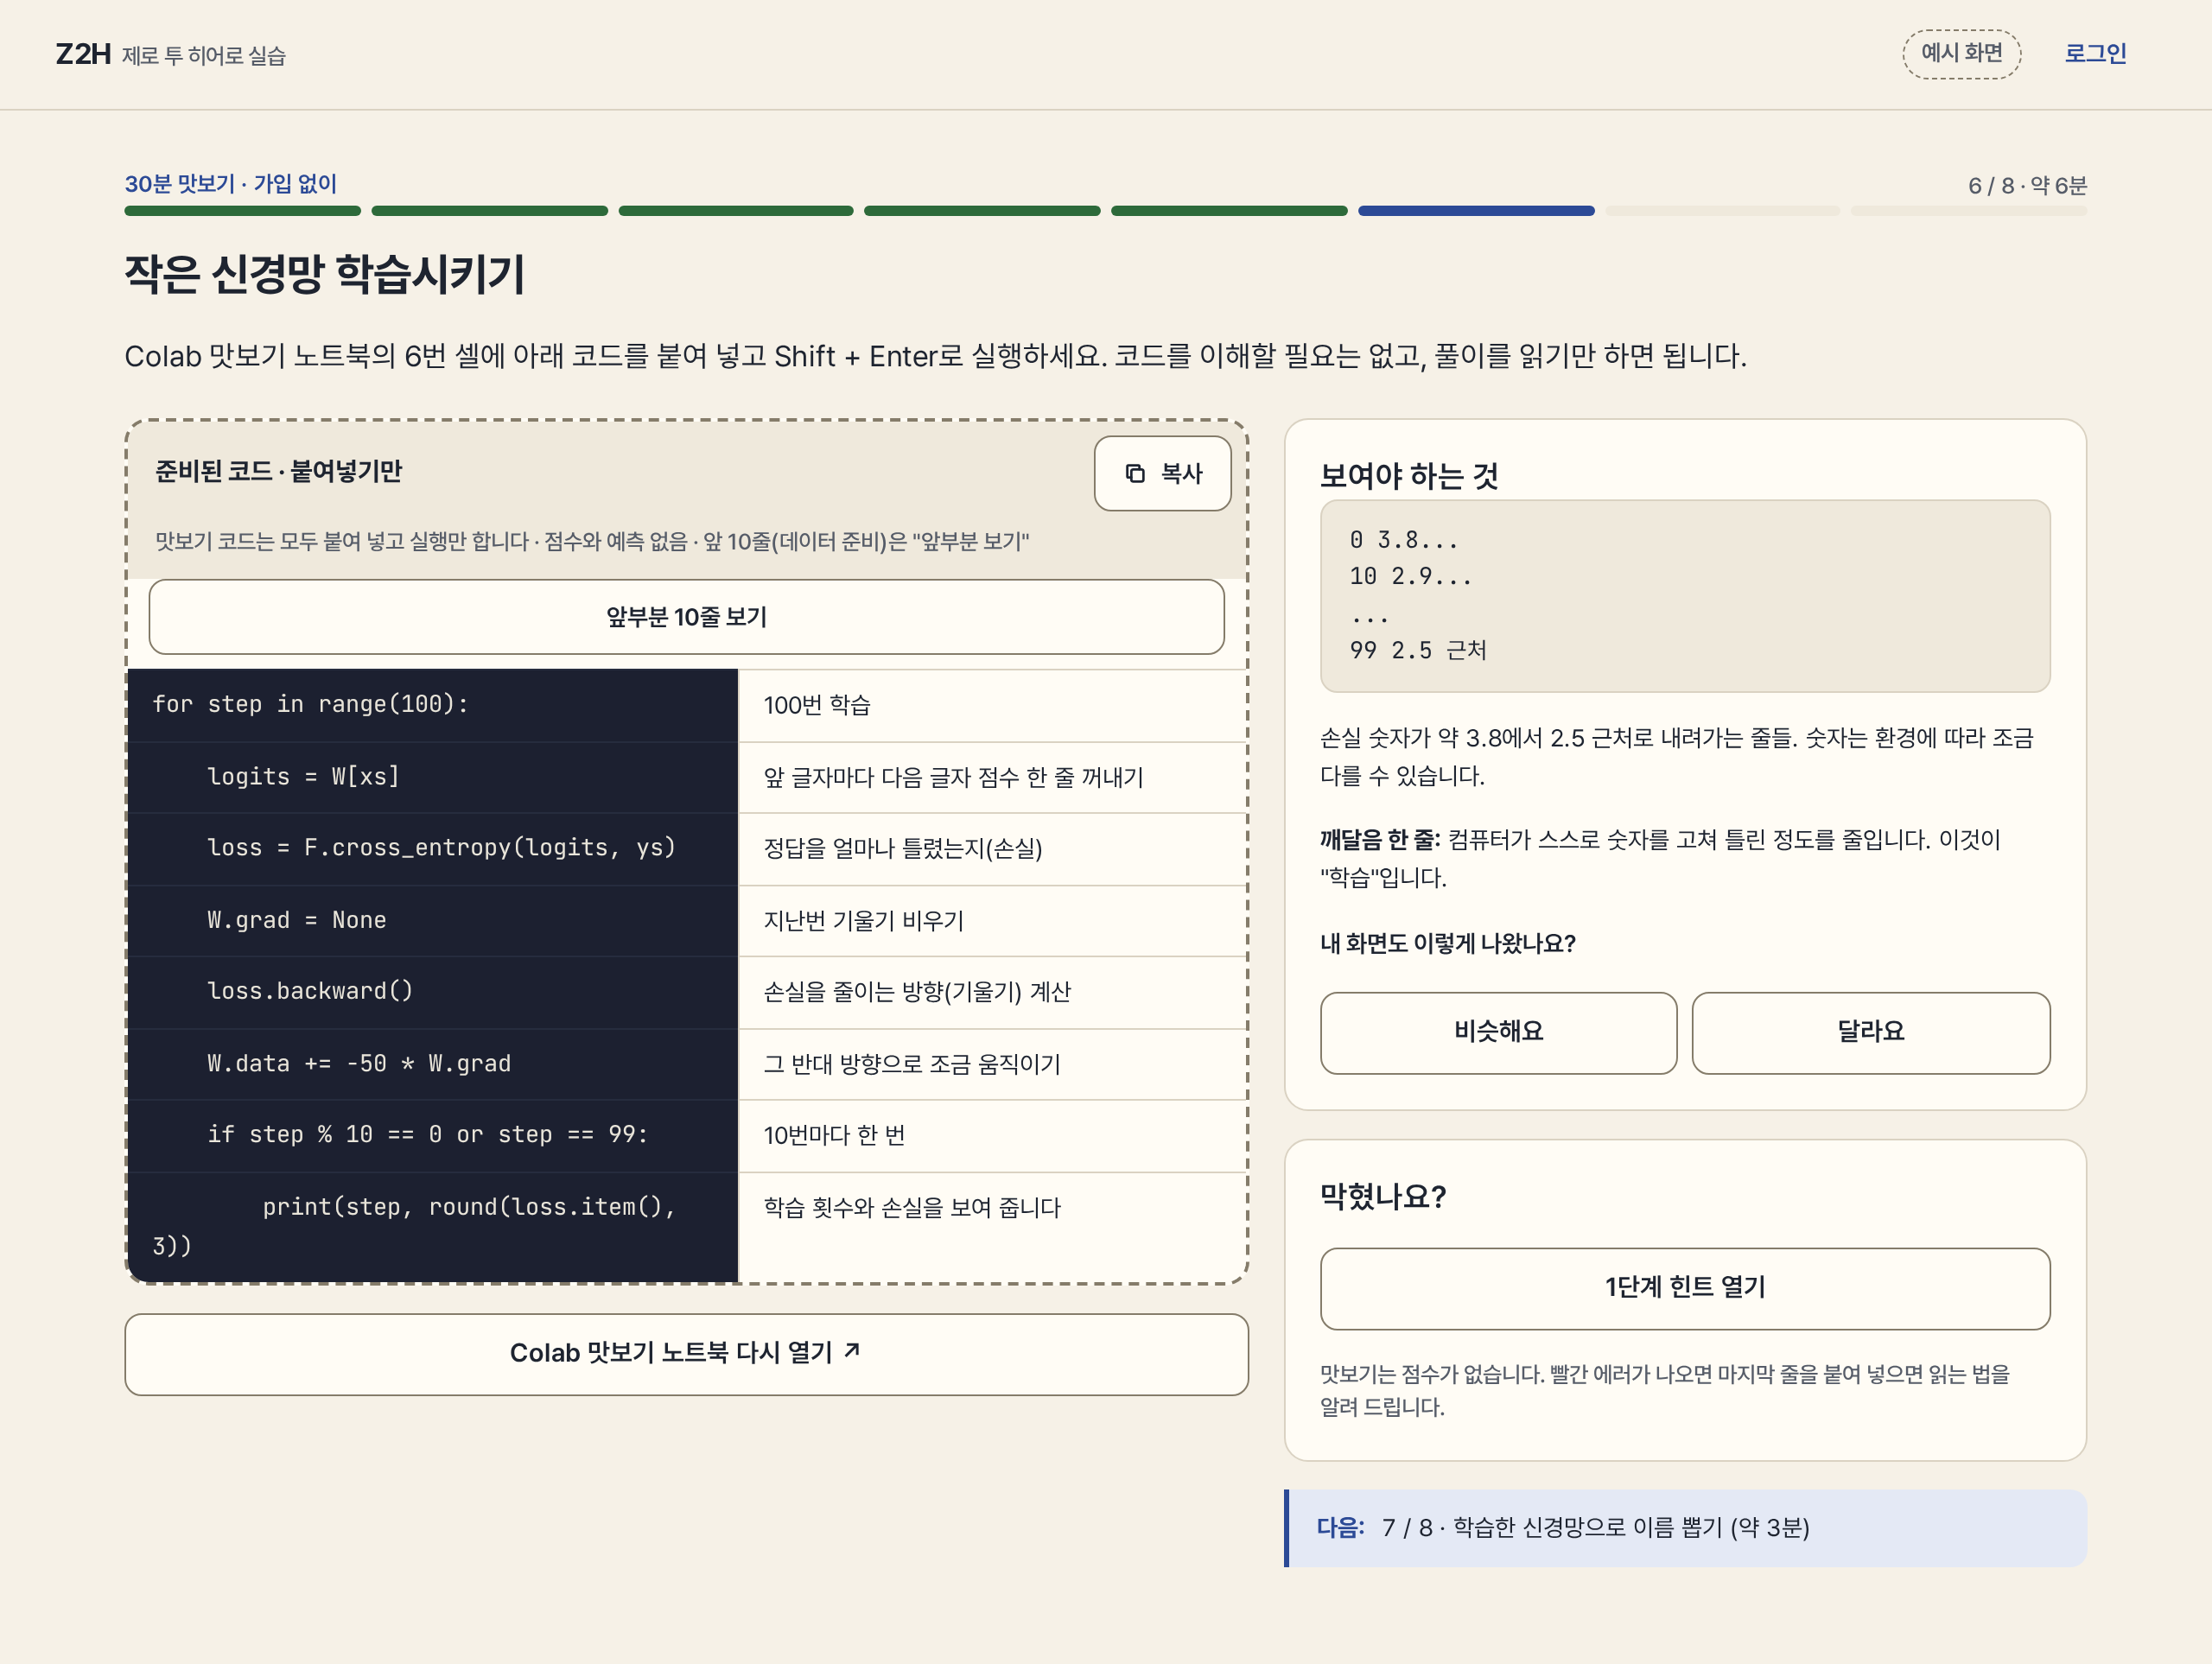 Z2H 제로 투 히어로 실습
예시 화면
로그인
30분 맛보기 · 가입 없이
6 / 8 · 약 6분
작은 신경망 학습시키기
Colab 맛보기 노트북의 6번 셀에 아래 코드를 붙여 넣고 Shift + Enter로 실행하세요. 코드를 이해할 필요는 없고, 풀이를 읽기만 하면 됩니다.
준비된 코드 · 붙여넣기만
복사
맛보기 코드는 모두 붙여 넣고 실행만 합니다 · 점수와 예측 없음 · 앞 10줄(데이터 준비)은 "앞부분 보기"
앞부분 10줄 보기
for step in range(100):
100번 학습
logits = W[xs]
앞 글자마다 다음 글자 점수 한 줄 꺼내기
loss = F.cross_entropy(logits, ys)
정답을 얼마나 틀렸는지(손실)
W.grad = None
지난번 기울기 비우기
loss.backward()
손실을 줄이는 방향(기울기) 계산
W.data += -50 * W.grad
그 반대 방향으로 조금 움직이기
if step % 10 == 0 or step == 99:
10번마다 한 번
print(step, round(loss.item(),
3))
학습 횟수와 손실을 보여 줍니다
Colab 맛보기 노트북 다시 열기 ↗
보여야 하는 것
0 3.8...
10 2.9...
...
99 2.5 근처
손실 숫자가 약 3.8에서 2.5 근처로 내려가는 줄들. 숫자는 환경에 따라 조금
다를 수 있습니다.
깨달음 한 줄: 컴퓨터가 스스로 숫자를 고쳐 틀린 정도를 줄입니다. 이것이
"학습"입니다.
내 화면도 이렇게 나왔나요?
비슷해요
달라요
막혔나요?
1단계 힌트 열기
맛보기는 점수가 없습니다. 빨간 에러가 나오면 마지막 줄을 붙여 넣으면 읽는 법을
알려 드립니다.
다음: 7 / 8 · 학습한 신경망으로 이름 뽑기 (약 3분)